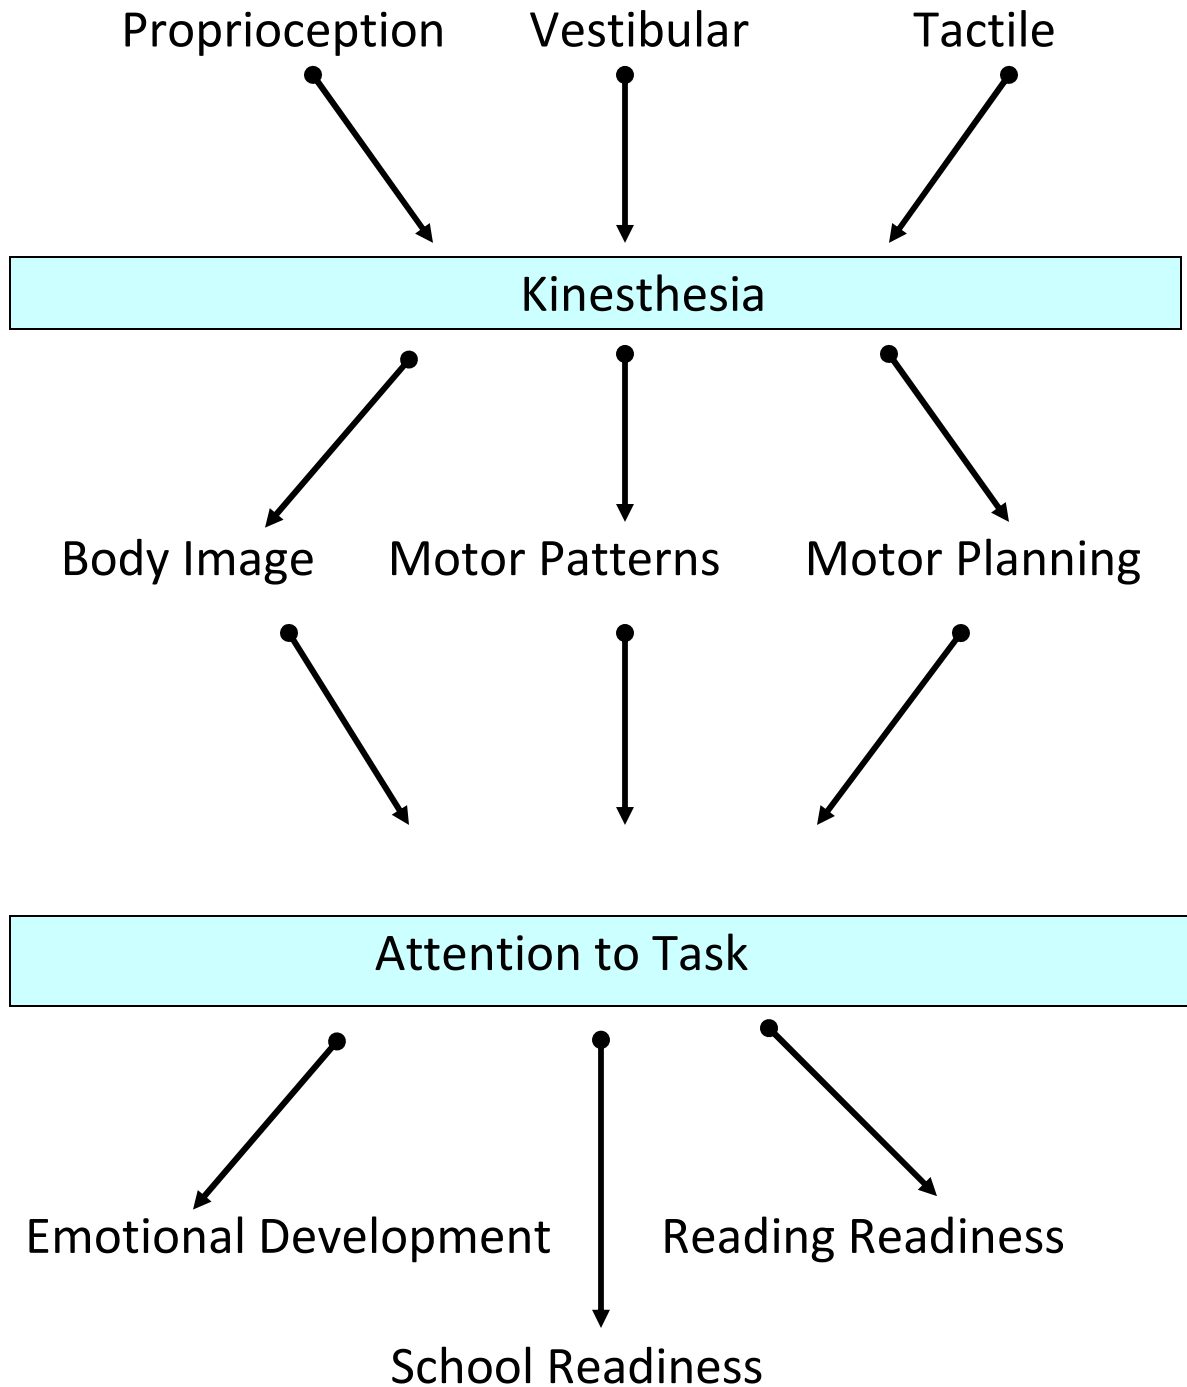 Proprioception Vestibular Tactile
Kinesthesia
Body Image Motor Patterns Motor Planning
Attention to Task
Emotional Development Reading Readiness
School Readiness